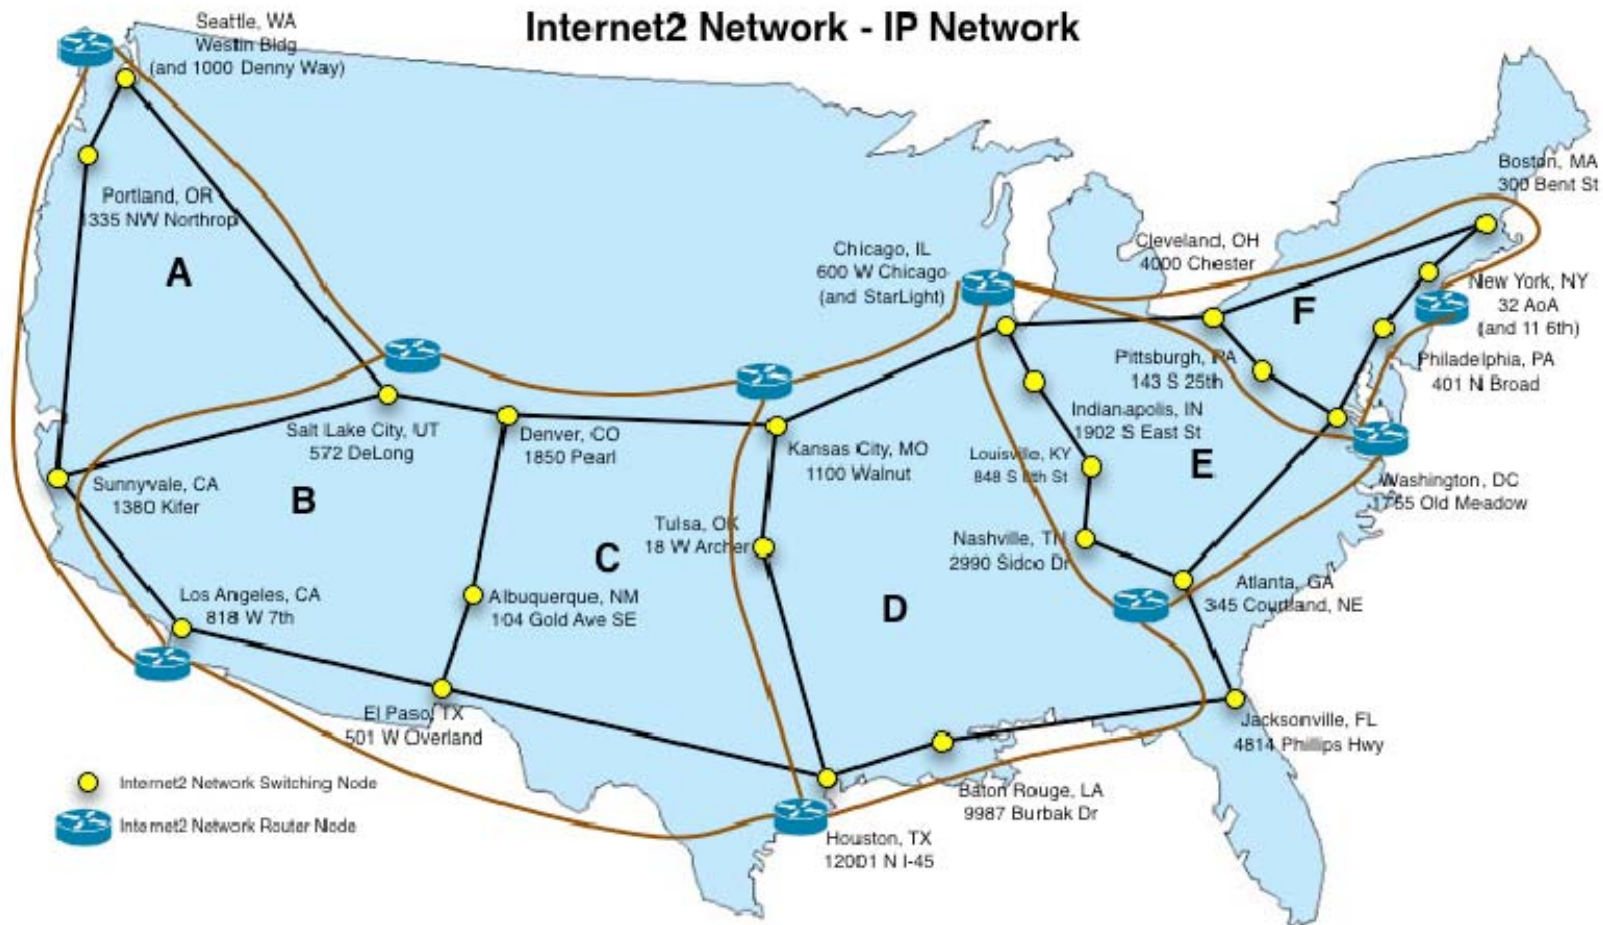 Internet2 Network - IP Network
Seattle, WA
Westin Bldg
(and 1000 Denny Way)
Portland, OR
1335 NW Northrop
A
Boston, MA
300 Bent St
Cleveland, OH
4000 Chester
Chicago, IL
600 W Chicago
(and StarLight)
New York, NY
32 AoA
(and 11 6th)
F
Pittsburgh, PA
143 S 25th
Philadelphia, PA
401 N Broad
Indianapolis, IN
1902 S East St
Salt Lake City, UT
572 DeLong
Denver, CO
1850 Pearl
Kansas City, MO
1100 Walnut
Louisville, KY
848 S 8th St
E
Sunnyvale, CA
1380 Kifer
B
Washington, DC
1755 Old Meadow
Tulsa, OK
18 W Archer
Nashville, TN
2990 Sidco Dr
C
Los Angeles, CA
818 W 7th
Albuquerque, NM
104 Gold Ave SE
D
Atlanta, GA
345 Courtland, NE
El Paso, TX
501 W Overland
Jacksonville, FL
4814 Phillips Hwy
Internet2 Network Switching Node
Baton Rouge, LA
9987 Burbak Dr
Internet2 Network Router Node
Houston, TX
12001 N I-45